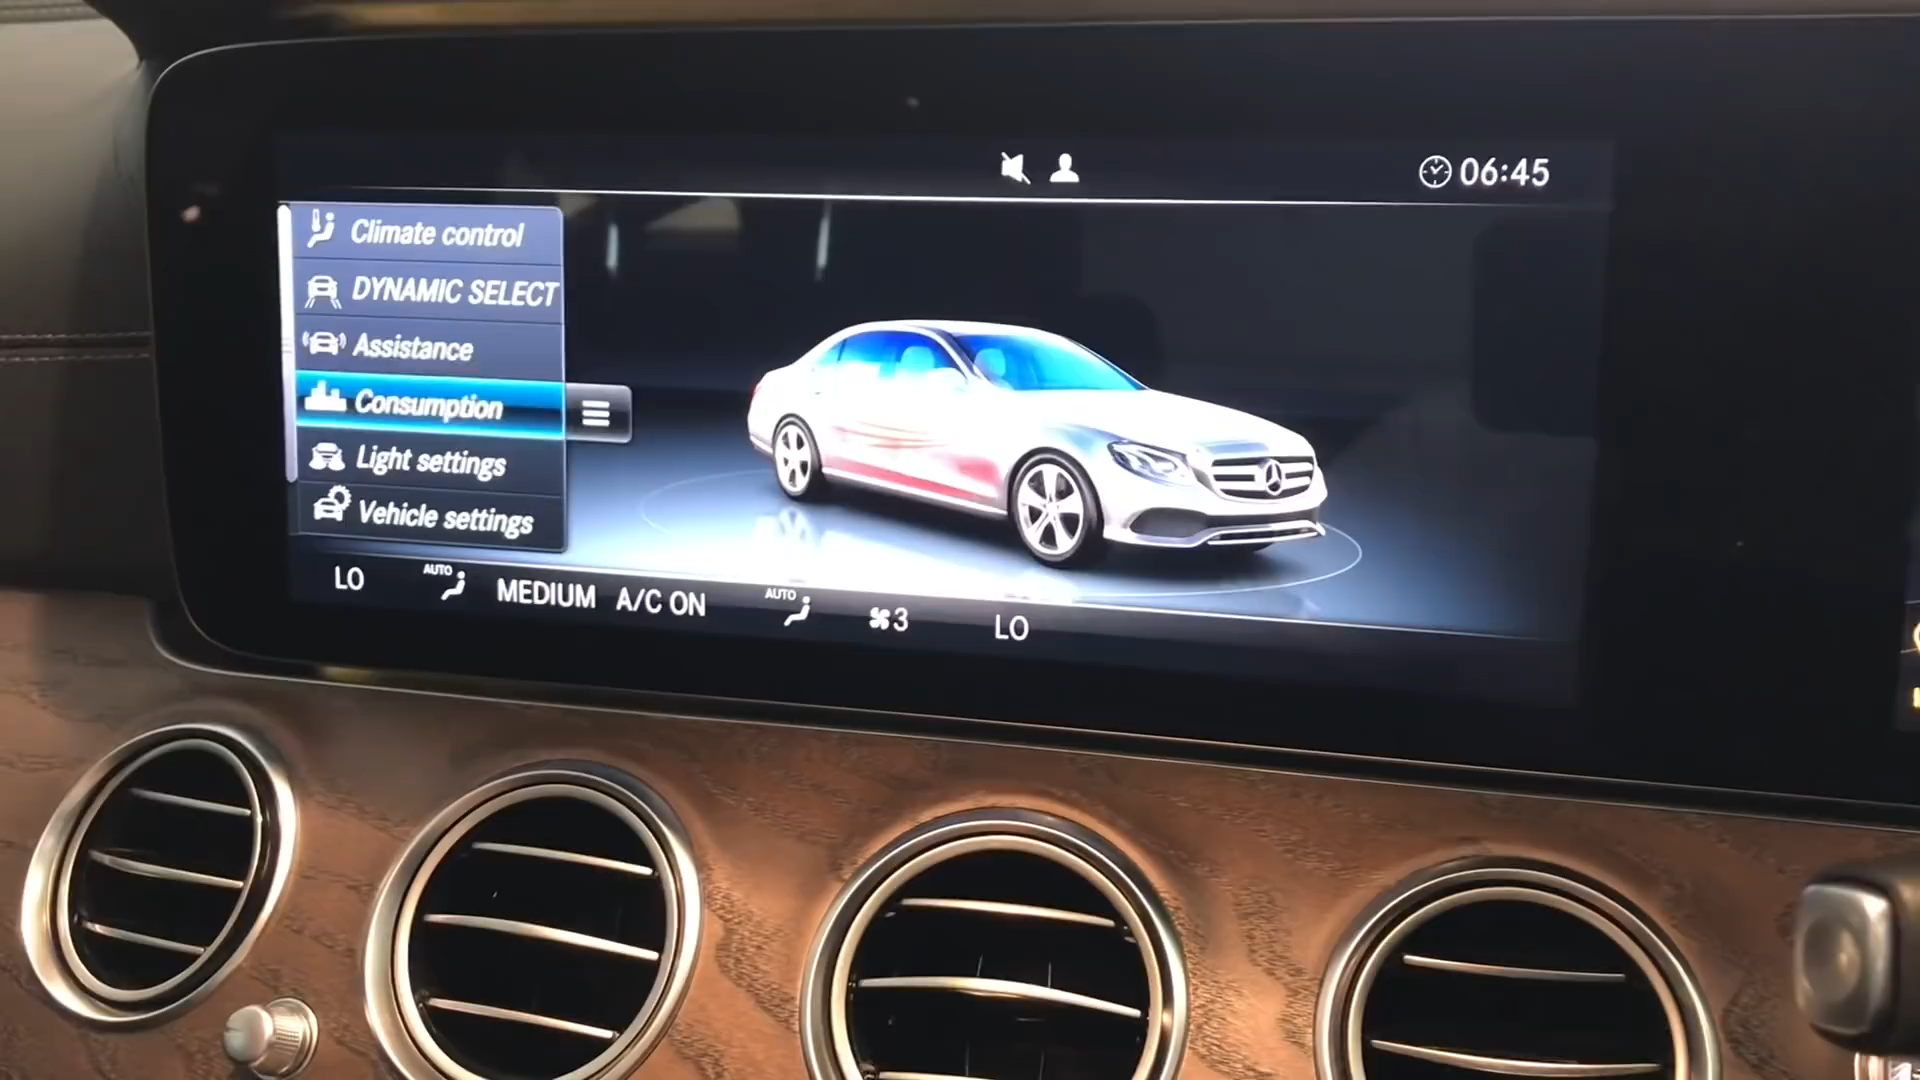 06:45
Climate control
DYNAMIC SELECT
Assistance
Consumption
Light settings
Vehicle settings
LO AUTO MEDIUM A/C ON AUTO 3 LO